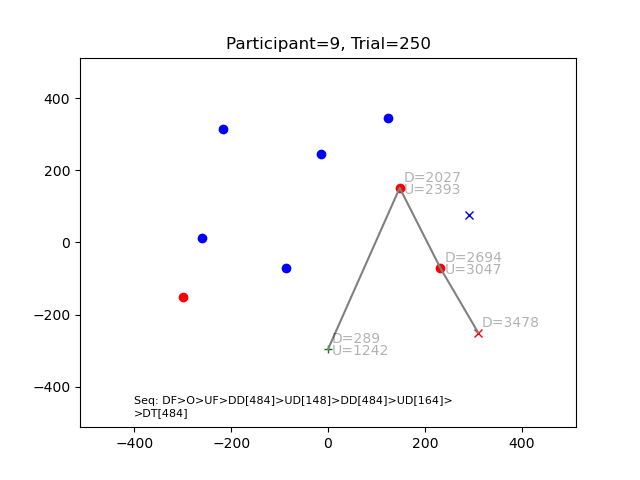 Participant=9, Trial=250
400
200
0
−200
−400
D=2027
U=2393
D=2694
U=3047
D=3478
D=289
U=1242
Seq: DF>O>UF>DD[484]>UD[148]>DD[484]>UD[164]>
>DT[484]
−400
−200
0
200
400